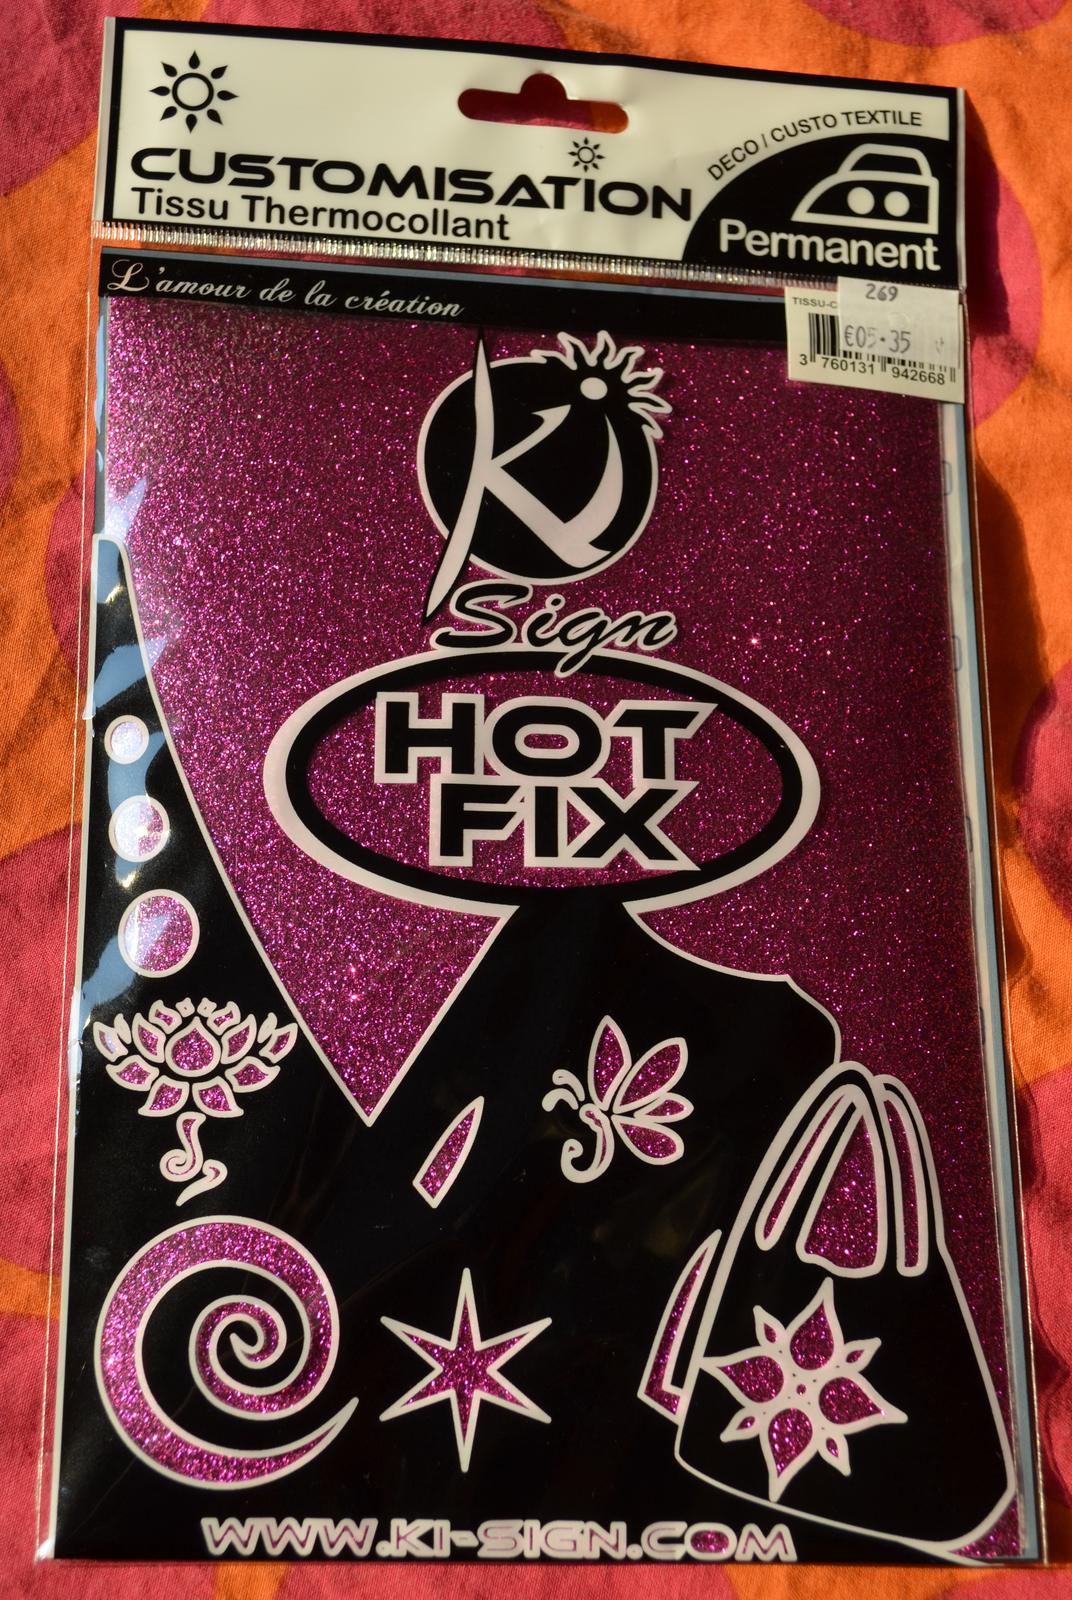 DECO / CUSTO TEXTILE
CUSTOMISATION
Tissu Thermocollant
Permanent
L'amour de la création
269
TISSU-C
€05.35
3 760131 942668
Ki
Sign
HOT
FIX
WWW.KI-SIGN.COM